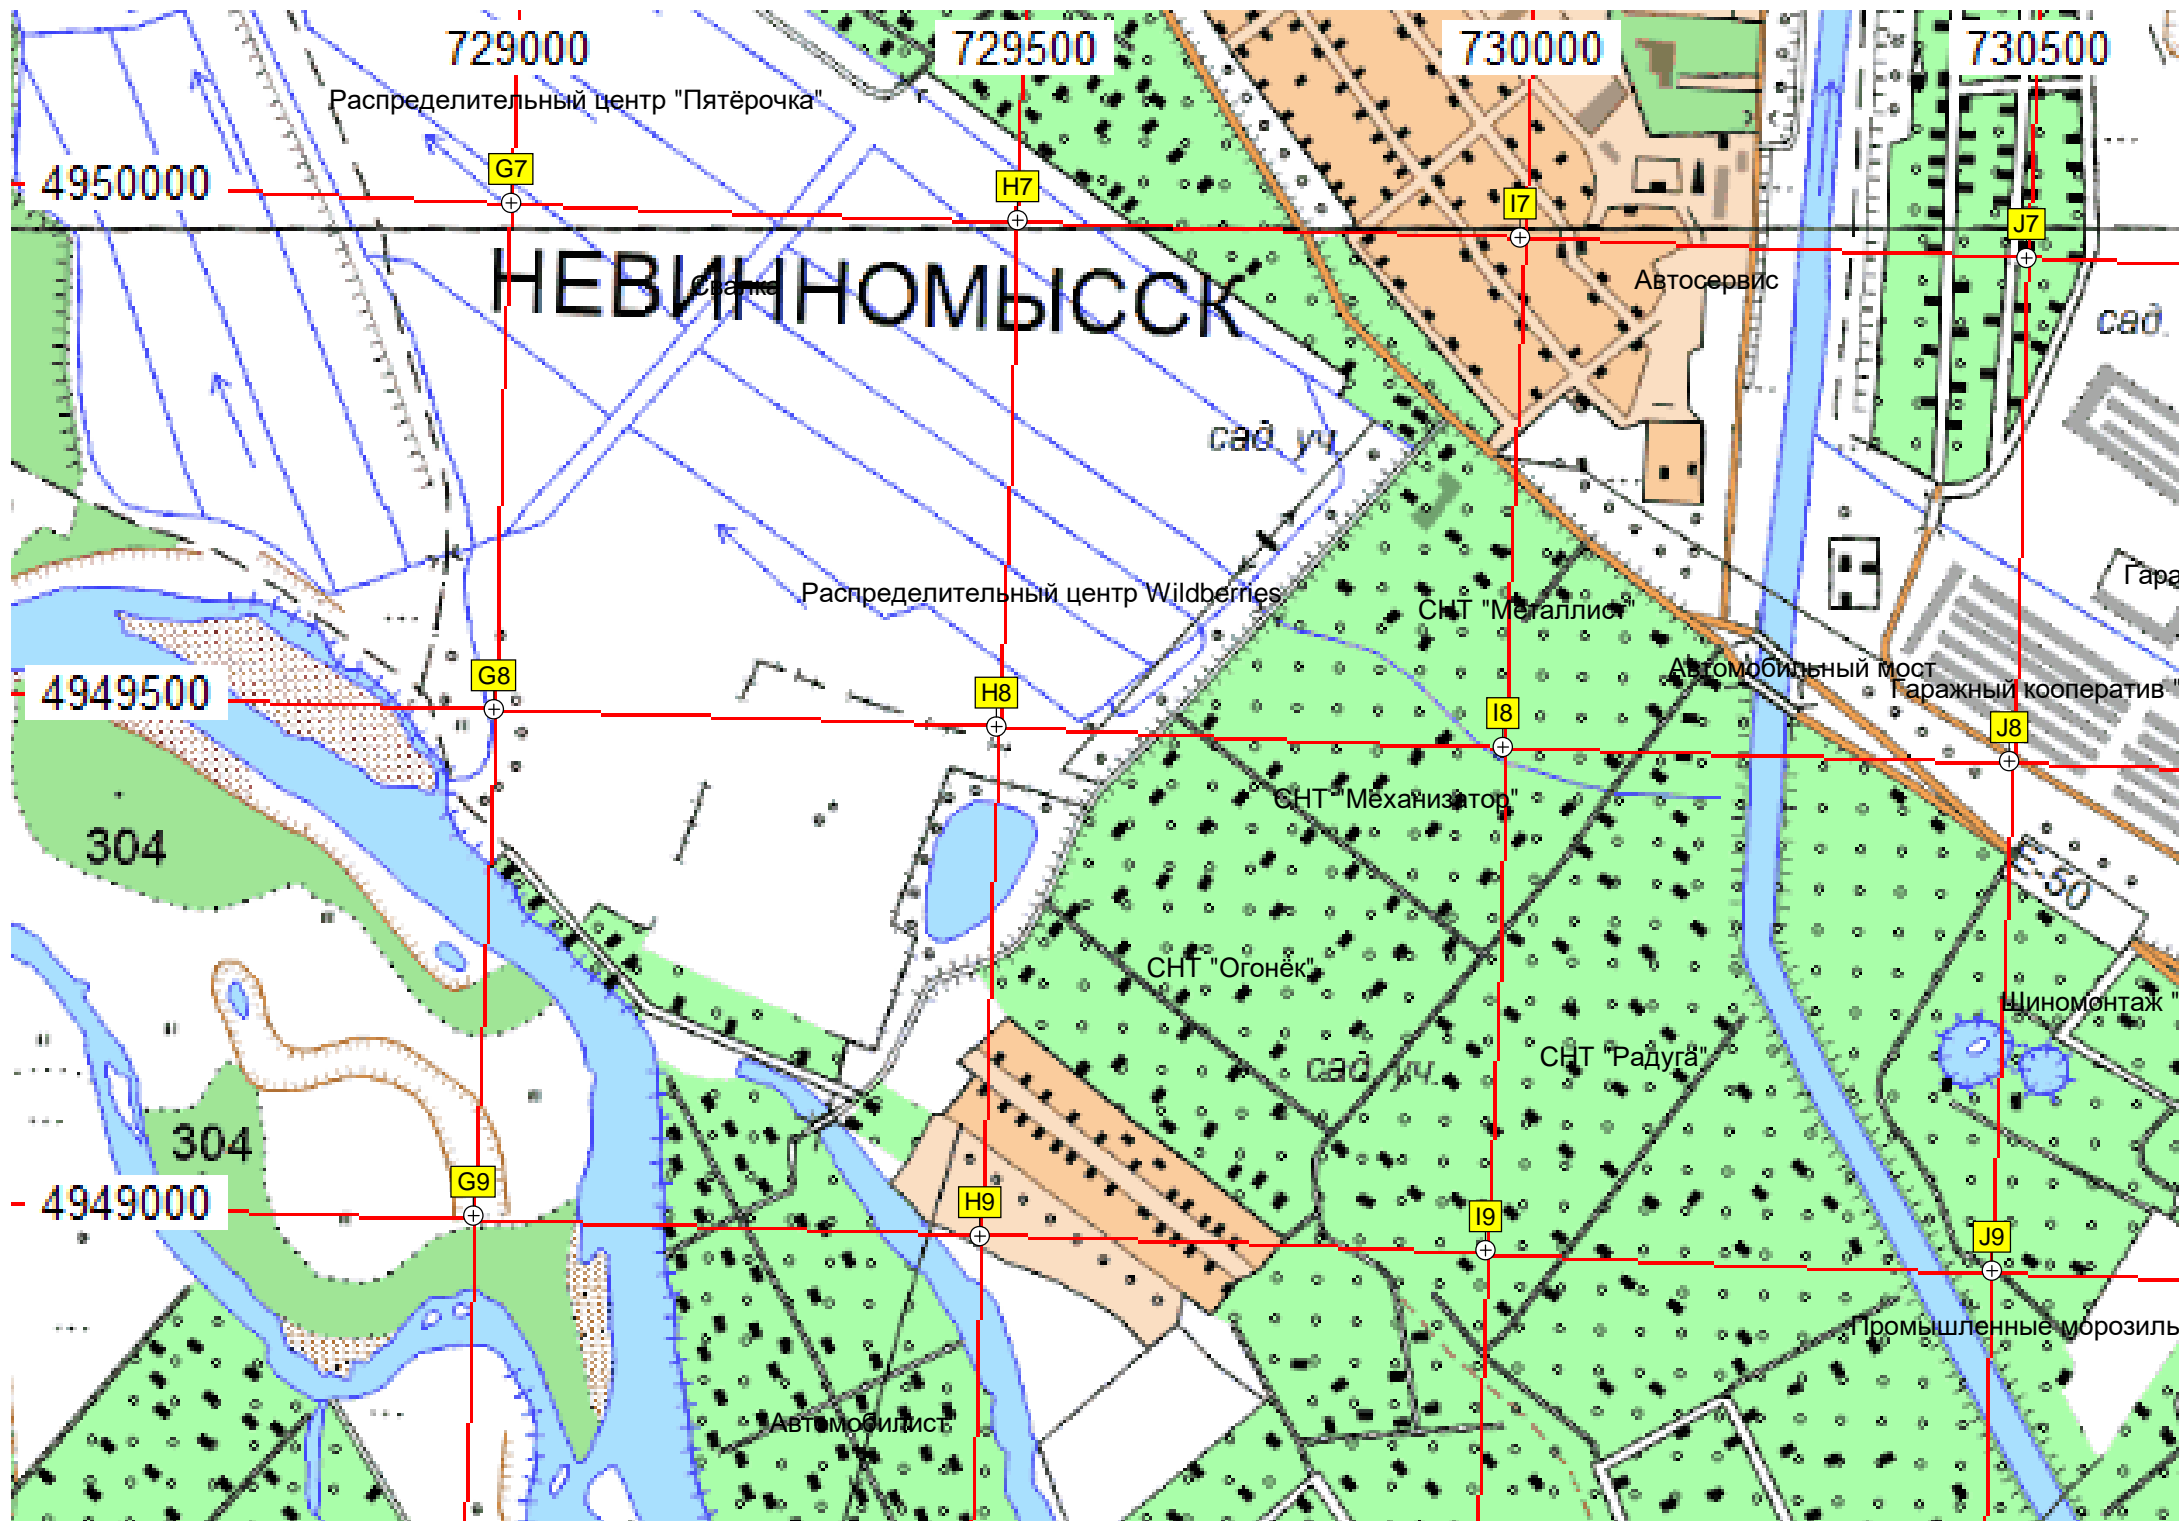 729000
729500
730000
730500
Распределительный центр "Пятёрочка"
4950000
G7
H7
I7
J7
НЕВИННОМЫССК
Свалка
Автосервис
сад.
сад. уч.
Распределительный центр Wildberries
СНТ "Металлист"
Гара
4949500
G8
H8
I8
J8
Автомобильный мост
Гаражный кооператив "
СНТ "Механизатор"
304
Е-50
СНТ "Огонёк"
Шиномонтаж "
СНТ "Радуга"
сад. уч.
304
4949000
G9
H9
I9
J9
Промышленные морозиль
"Автомобилист"